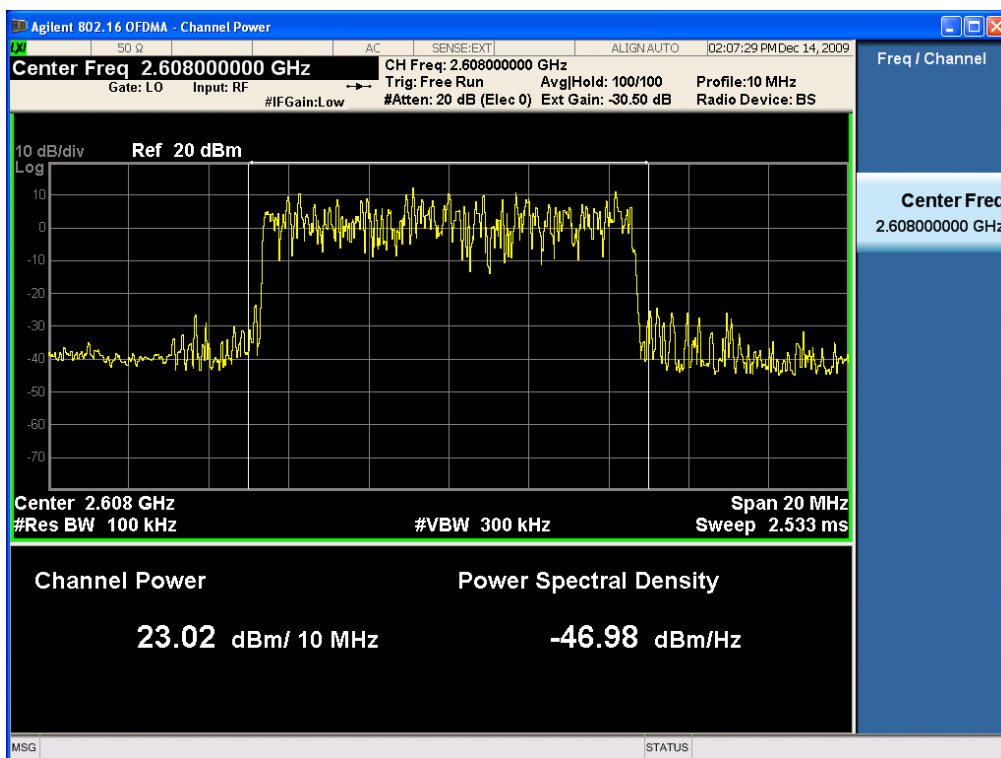 Agilent 802.16 OFDMA - Channel Power
LXI 50 Ω AC SENSE:EXT ALIGN AUTO 02:07:29 PM Dec 14, 2009
Center Freq 2.608000000 GHz
Gate: LO Input: RF
#IFGain:Low
CH Freq: 2.608000000 GHz
Trig: Free Run Avg|Hold: 100/100 Profile:10 MHz
#Atten: 20 dB (Elec 0) Ext Gain: -30.50 dB Radio Device: BS
Freq / Channel
Center Freq
2.608000000 GHz
10 dB/div Ref 20 dBm
Log
10
0
-10
-20
-30
-40
-50
-60
-70
Center 2.608 GHz Span 20 MHz
#Res BW 100 kHz #VBW 300 kHz Sweep 2.533 ms
Channel Power Power Spectral Density
23.02 dBm/ 10 MHz -46.98 dBm/Hz
MSG STATUS